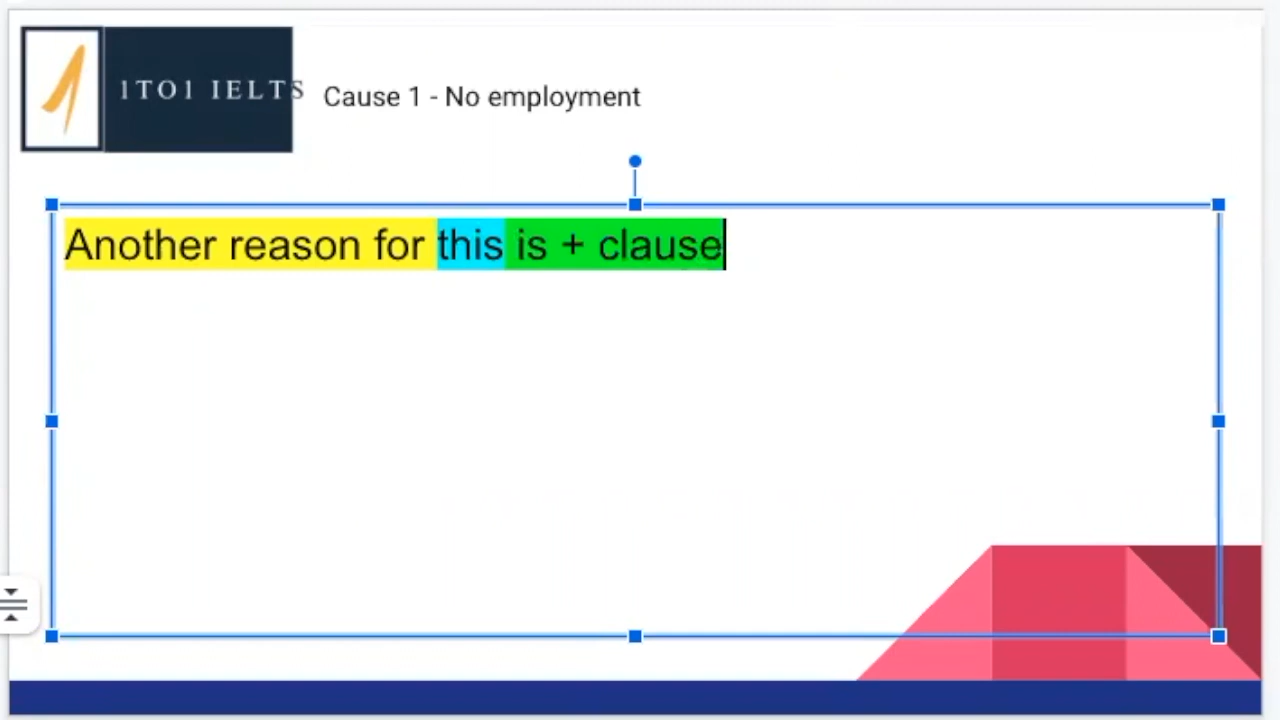 1TO1 IELTS
Cause 1 - No employment
Another reason for this is + clause